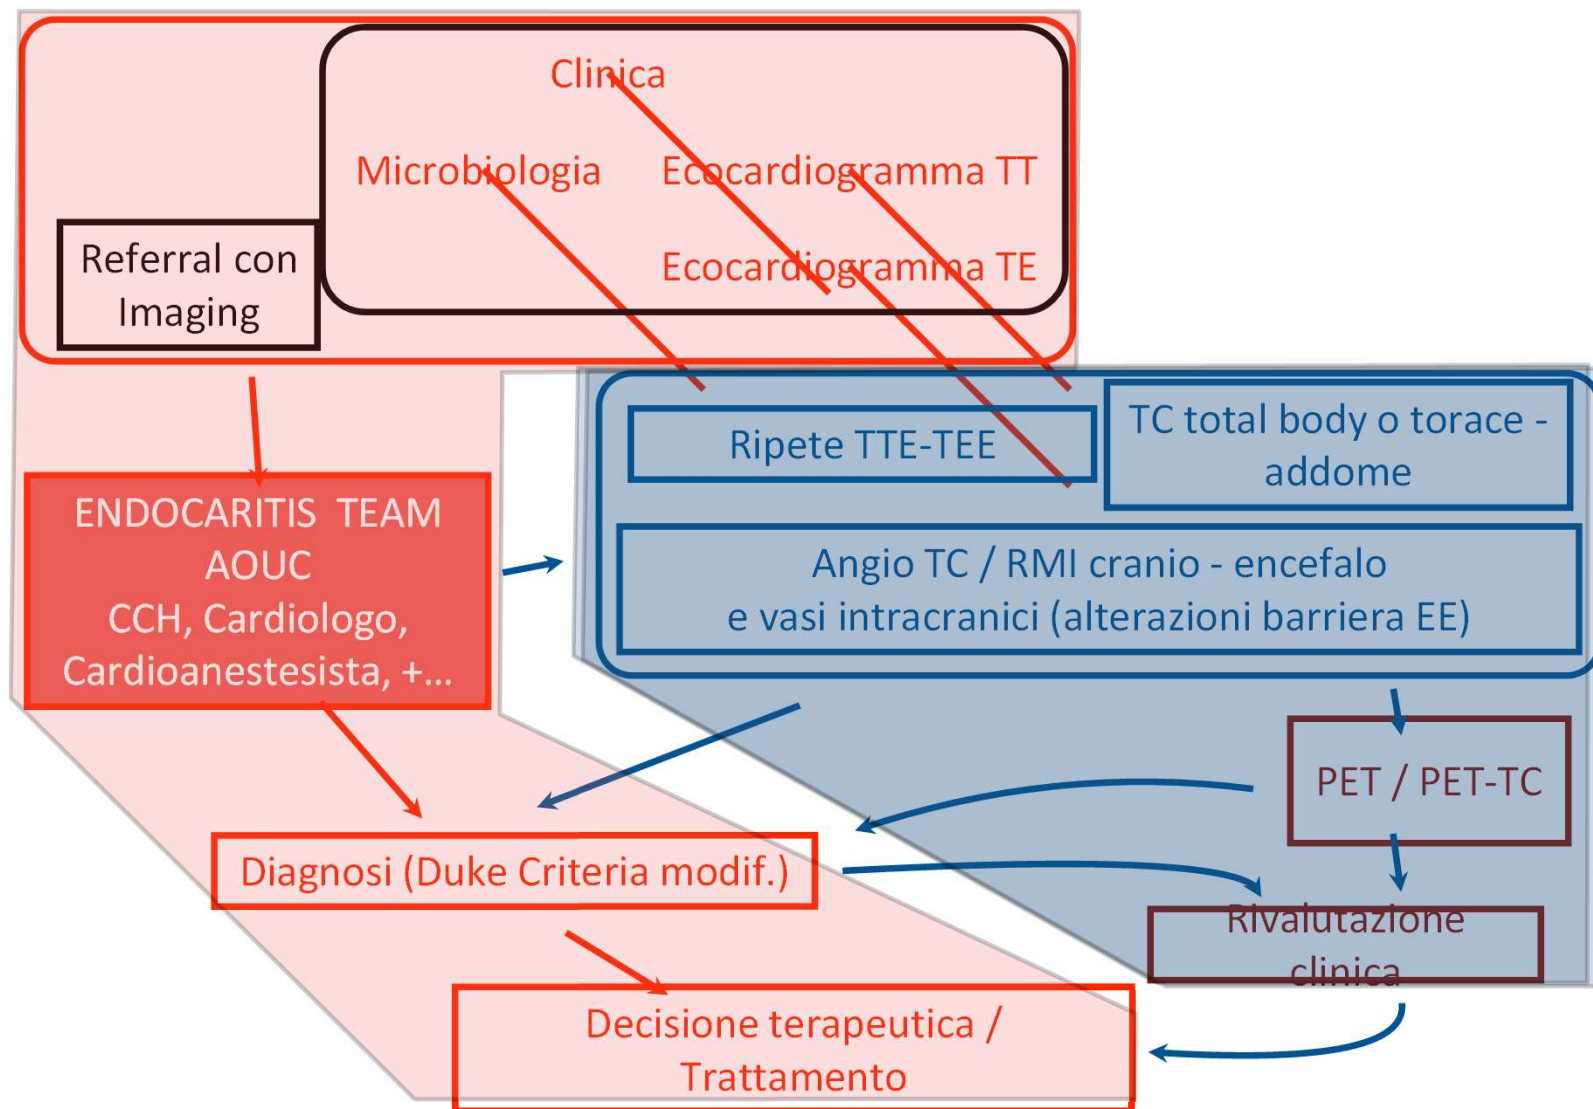 Clinica
Microbiologia
Ecocardiogramma TT
Ecocardiogramma TE
Referral con
Imaging
Ripete TTE-TEE
TC total body o torace -
addome
ENDOCARITIS TEAM
AOUC
CCH, Cardiologo,
Cardioanestesista, +...
Angio TC / RMI cranio - encefalo
e vasi intracranici (alterazioni barriera EE)
PET / PET-TC
Diagnosi (Duke Criteria modif.)
Rivalutazione
clinica
Decisione terapeutica /
Trattamento